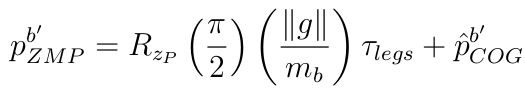 $p_{ZMP}^{b'} = R_{z_P} \left( \frac{\pi}{2} \right) \left( \frac{\|g\|}{m_b} \right) \tau_{legs} + \hat{p}_{COG}^{b'}$